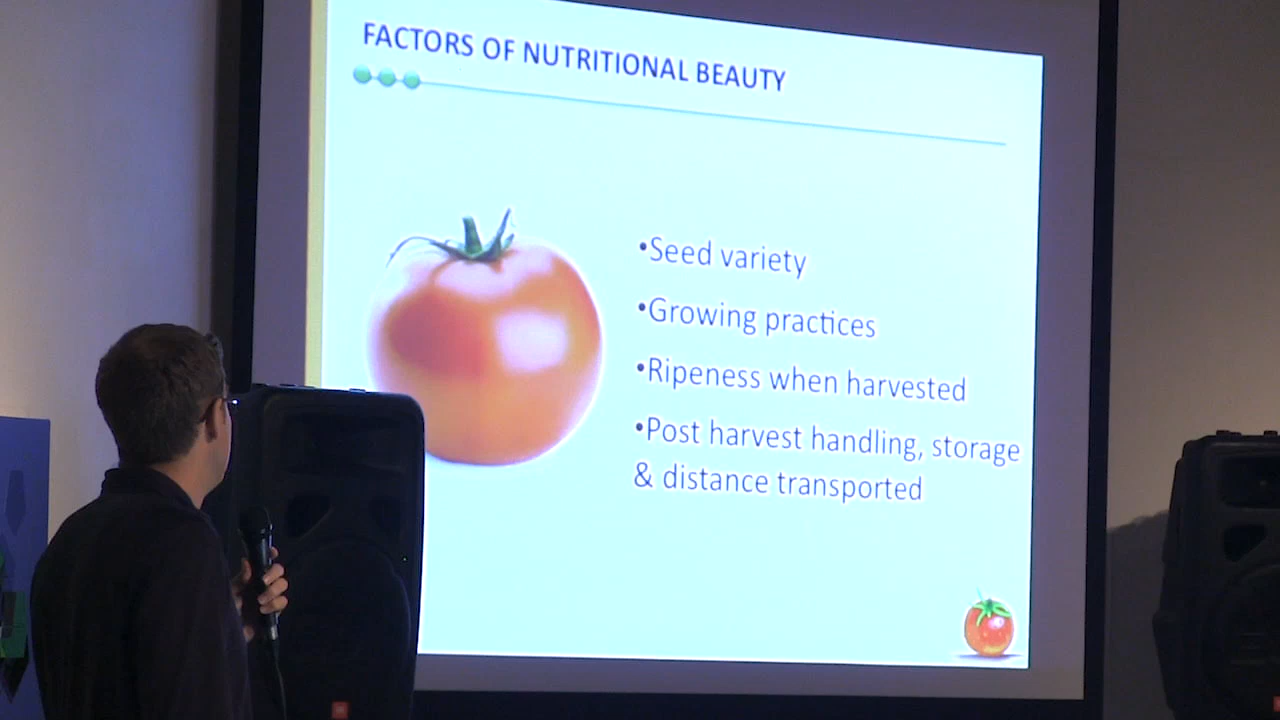 FACTORS OF NUTRITIONAL BEAUTY
•Seed variety
•Growing practices
•Ripeness when harvested
•Post harvest handling, storage
& distance transported